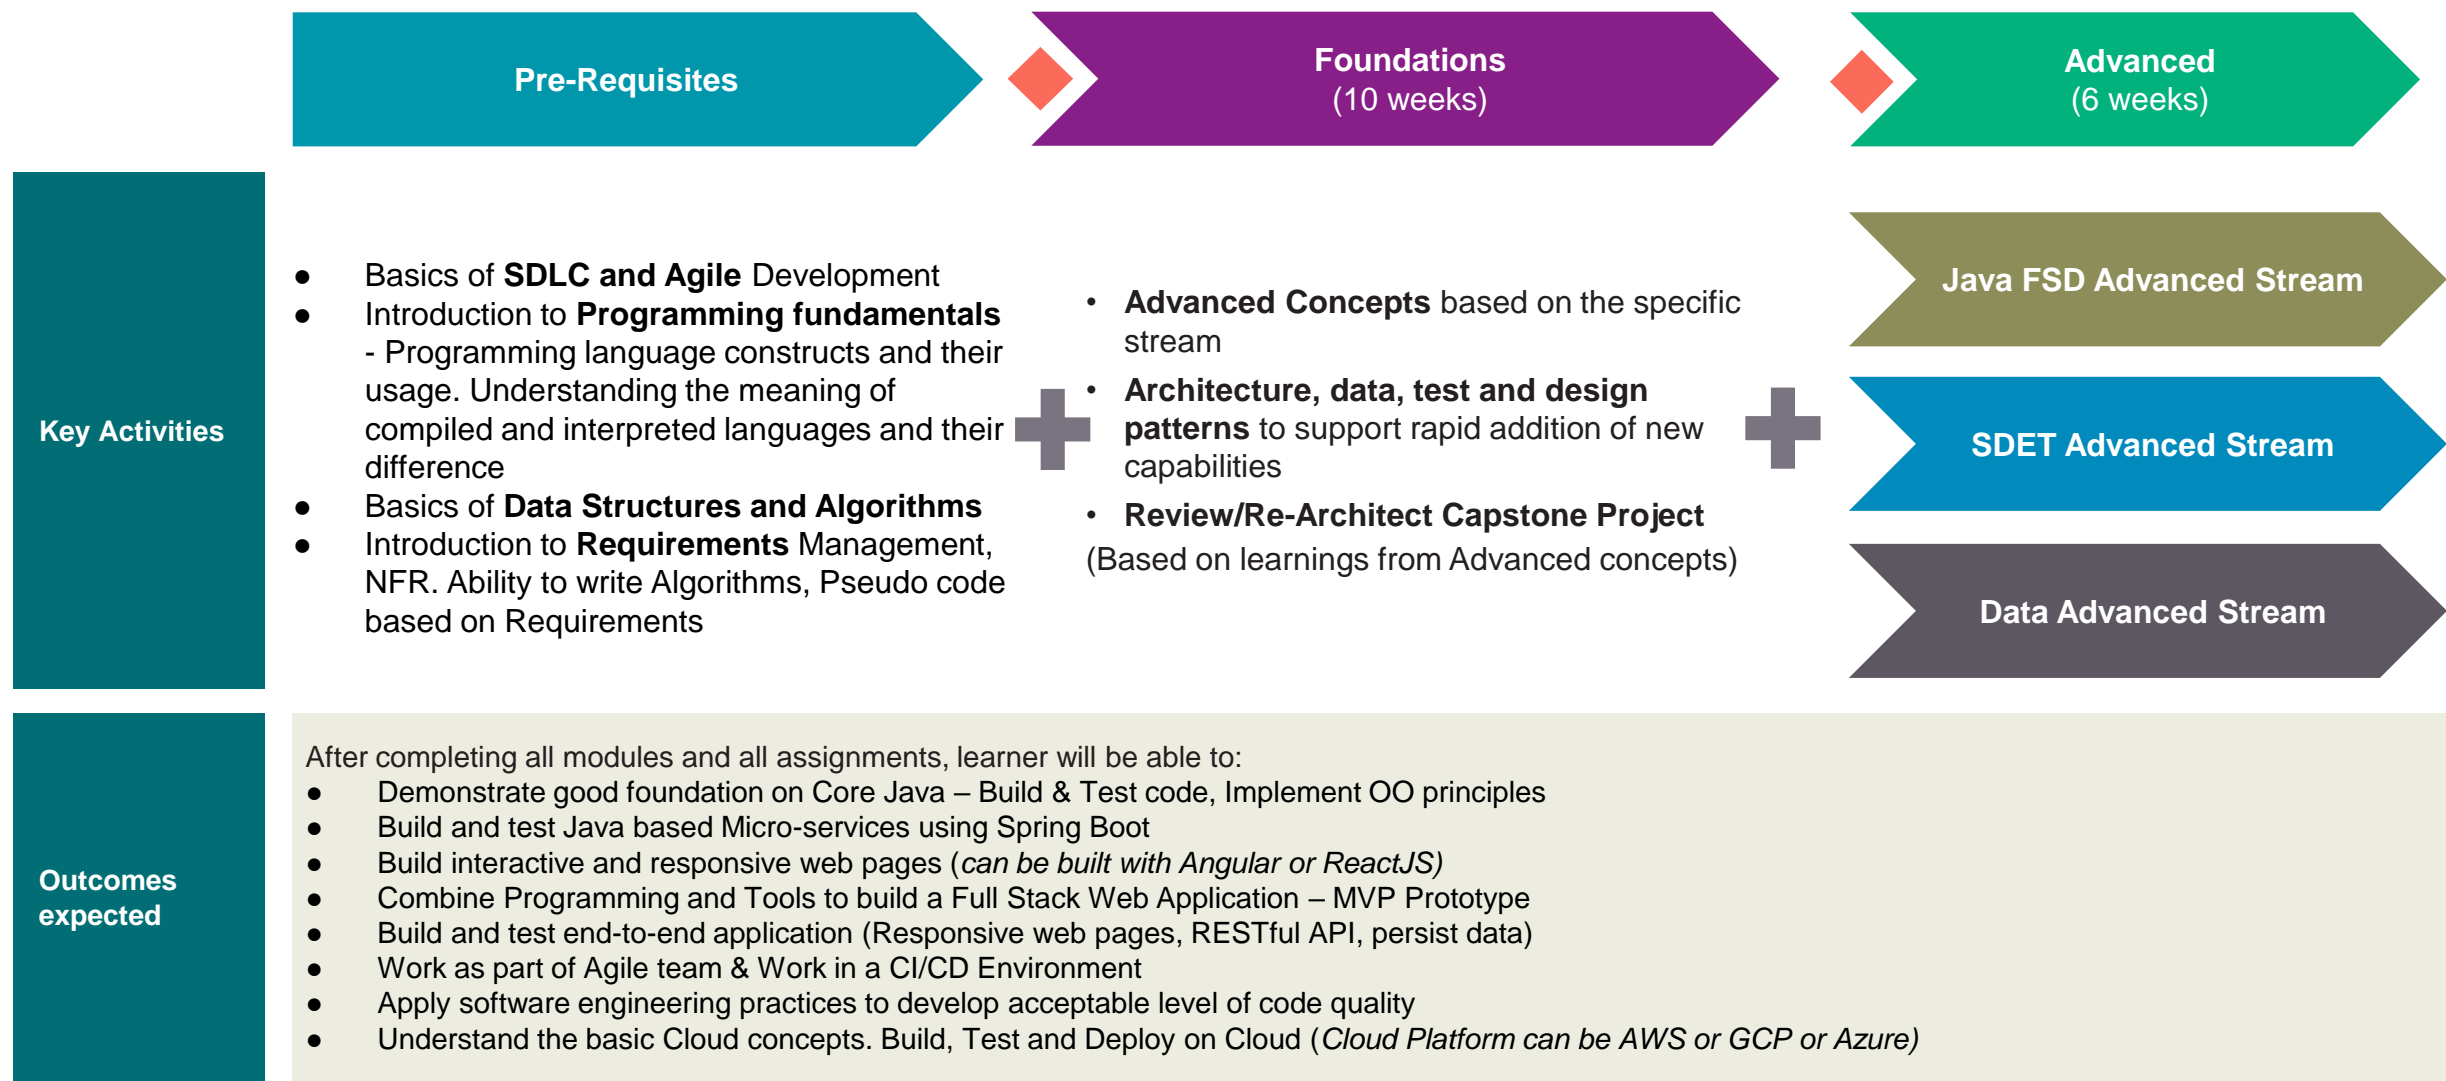 Pre-Requisites
Foundations
(10 weeks)
Advanced
(6 weeks)
Key Activities
● Basics of SDLC and Agile Development
● Introduction to Programming fundamentals
- Programming language constructs and their
usage. Understanding the meaning of
compiled and interpreted languages and their
difference
● Basics of Data Structures and Algorithms
● Introduction to Requirements Management,
NFR. Ability to write Algorithms, Pseudo code
based on Requirements
• Advanced Concepts based on the specific
stream
• Architecture, data, test and design
patterns to support rapid addition of new
capabilities
• Review/Re-Architect Capstone Project
(Based on learnings from Advanced concepts)
Java FSD Advanced Stream
SDET Advanced Stream
Data Advanced Stream
Outcomes
expected
After completing all modules and all assignments, learner will be able to:
● Demonstrate good foundation on Core Java – Build & Test code, Implement OO principles
● Build and test Java based Micro-services using Spring Boot
● Build interactive and responsive web pages (can be built with Angular or ReactJS)
● Combine Programming and Tools to build a Full Stack Web Application – MVP Prototype
● Build and test end-to-end application (Responsive web pages, RESTful API, persist data)
● Work as part of Agile team & Work in a CI/CD Environment
● Apply software engineering practices to develop acceptable level of code quality
● Understand the basic Cloud concepts. Build, Test and Deploy on Cloud (Cloud Platform can be AWS or GCP or Azure)